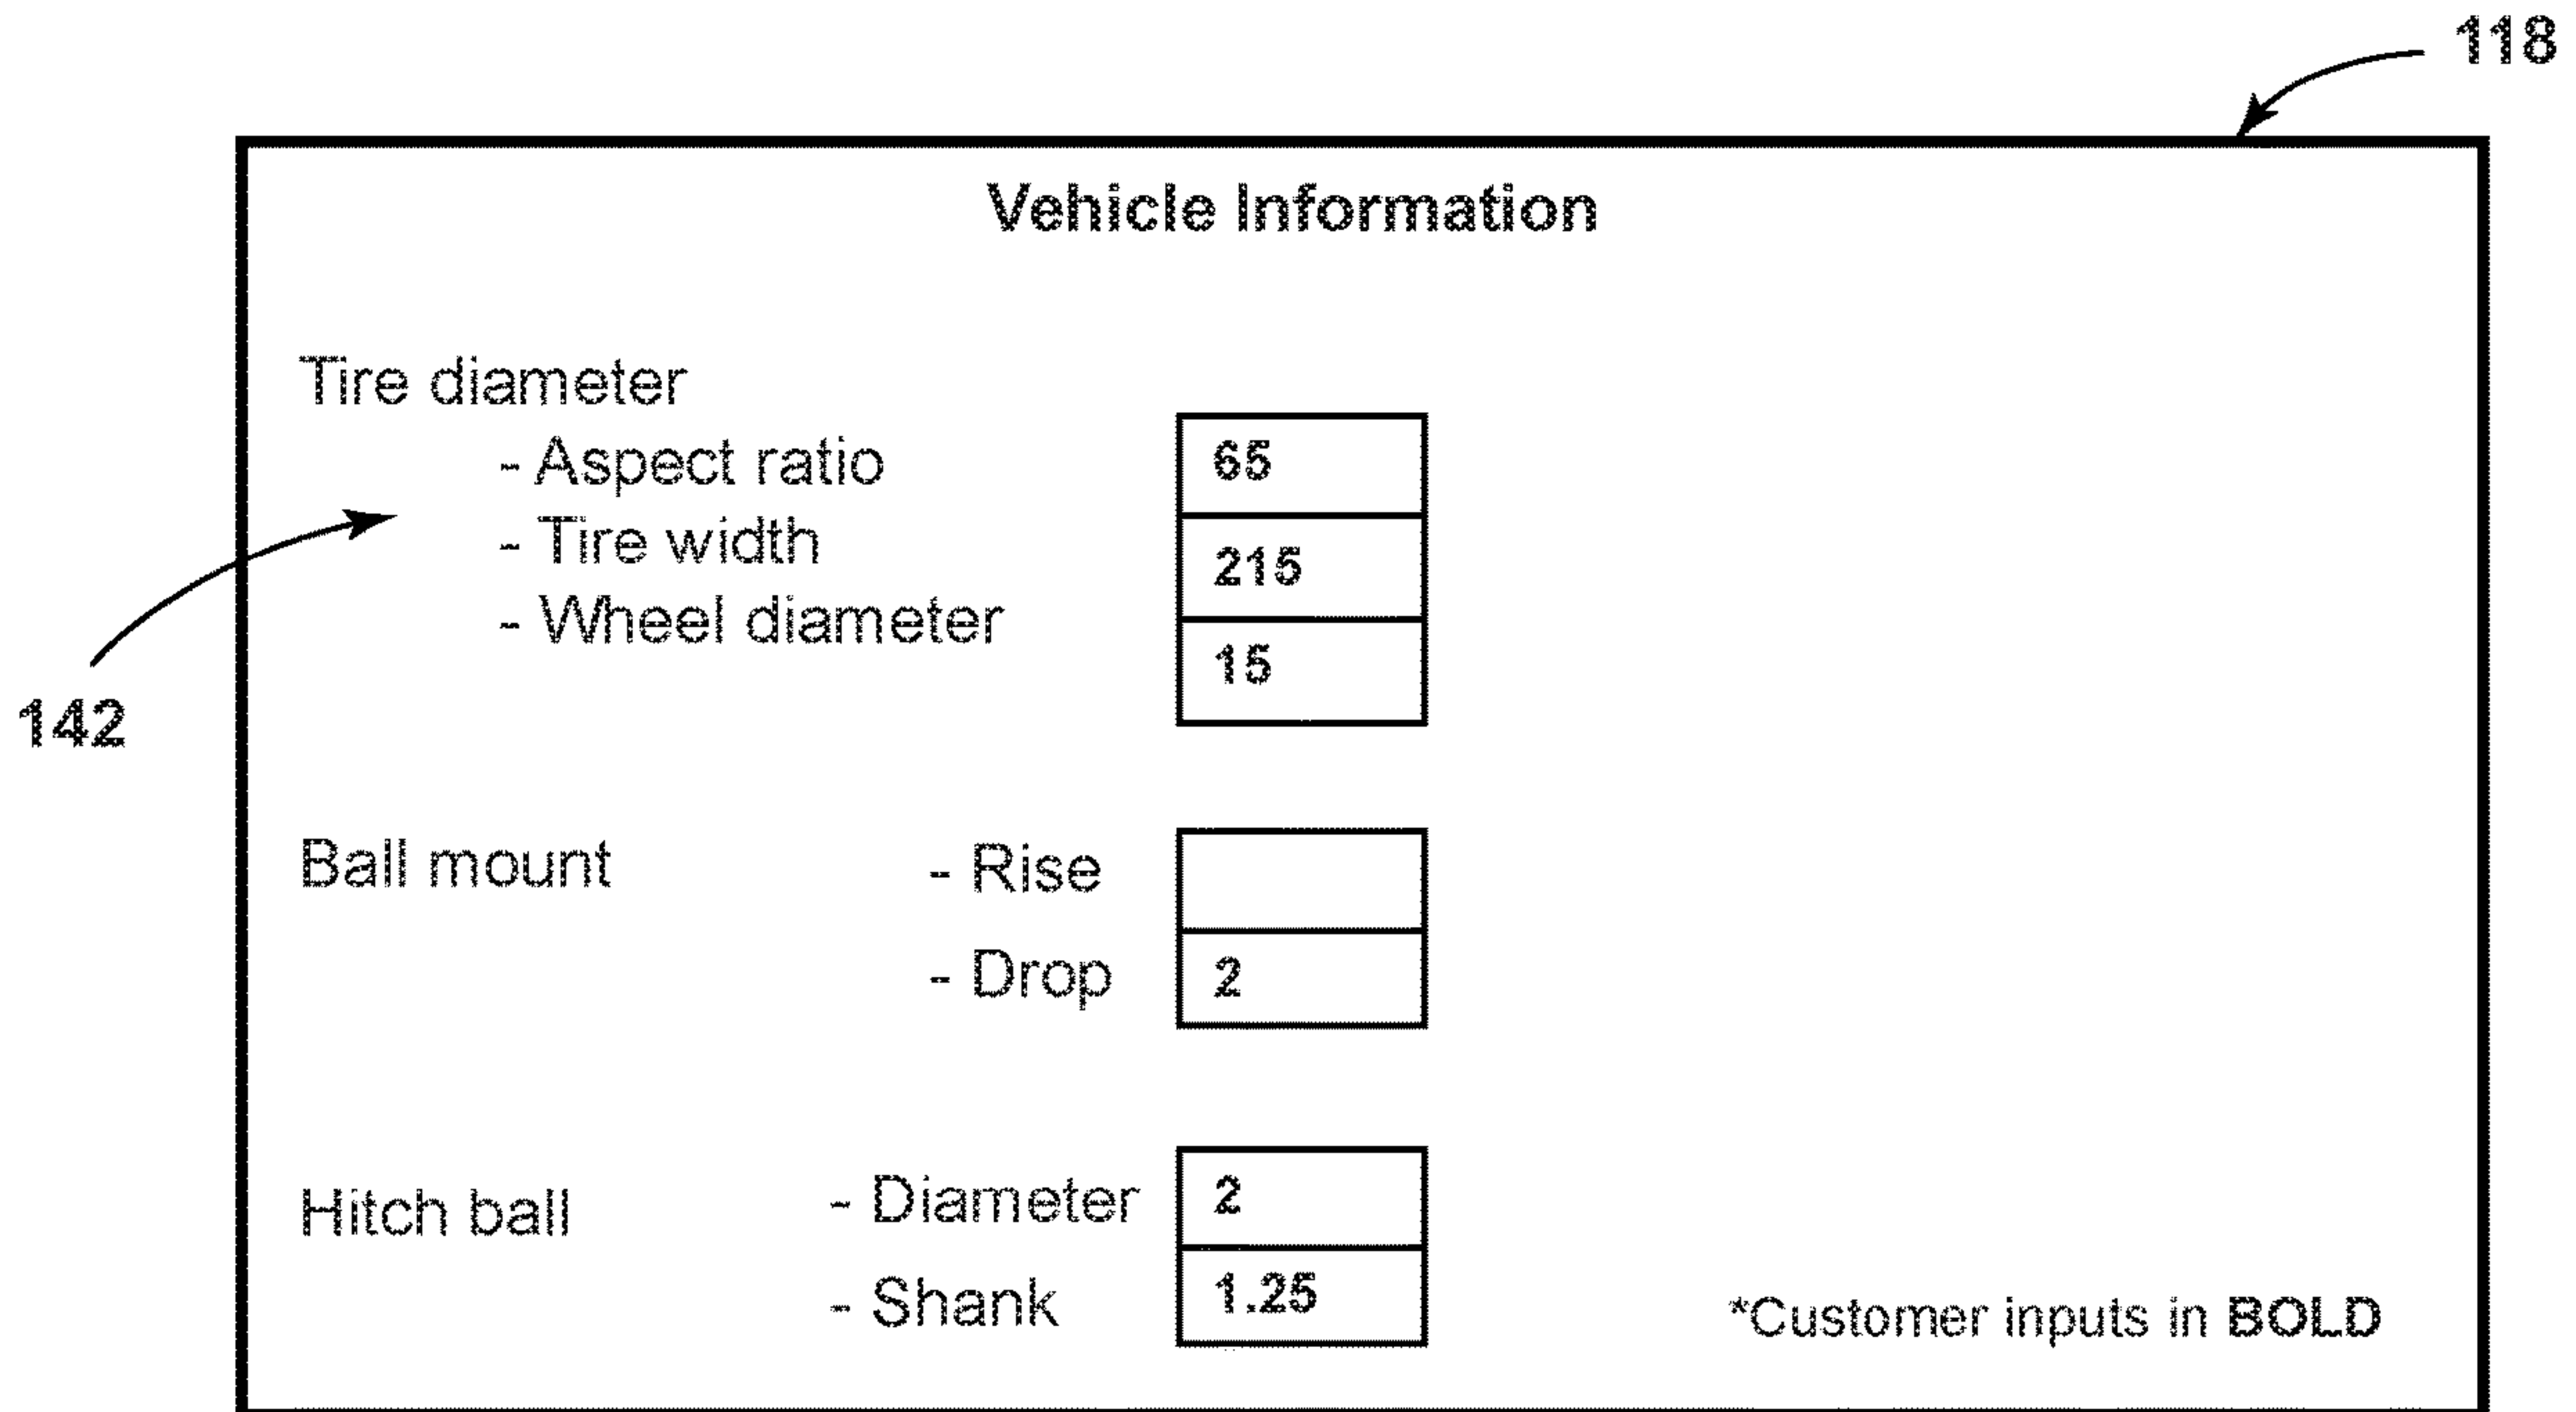 118
Vehicle Information
Tire diameter
- Aspect ratio 65
- Tire width 215
- Wheel diameter 15
142
Ball mount - Rise
- Drop 2
Hitch ball - Diameter 2
- Shank 1.25
*Customer inputs in BOLD